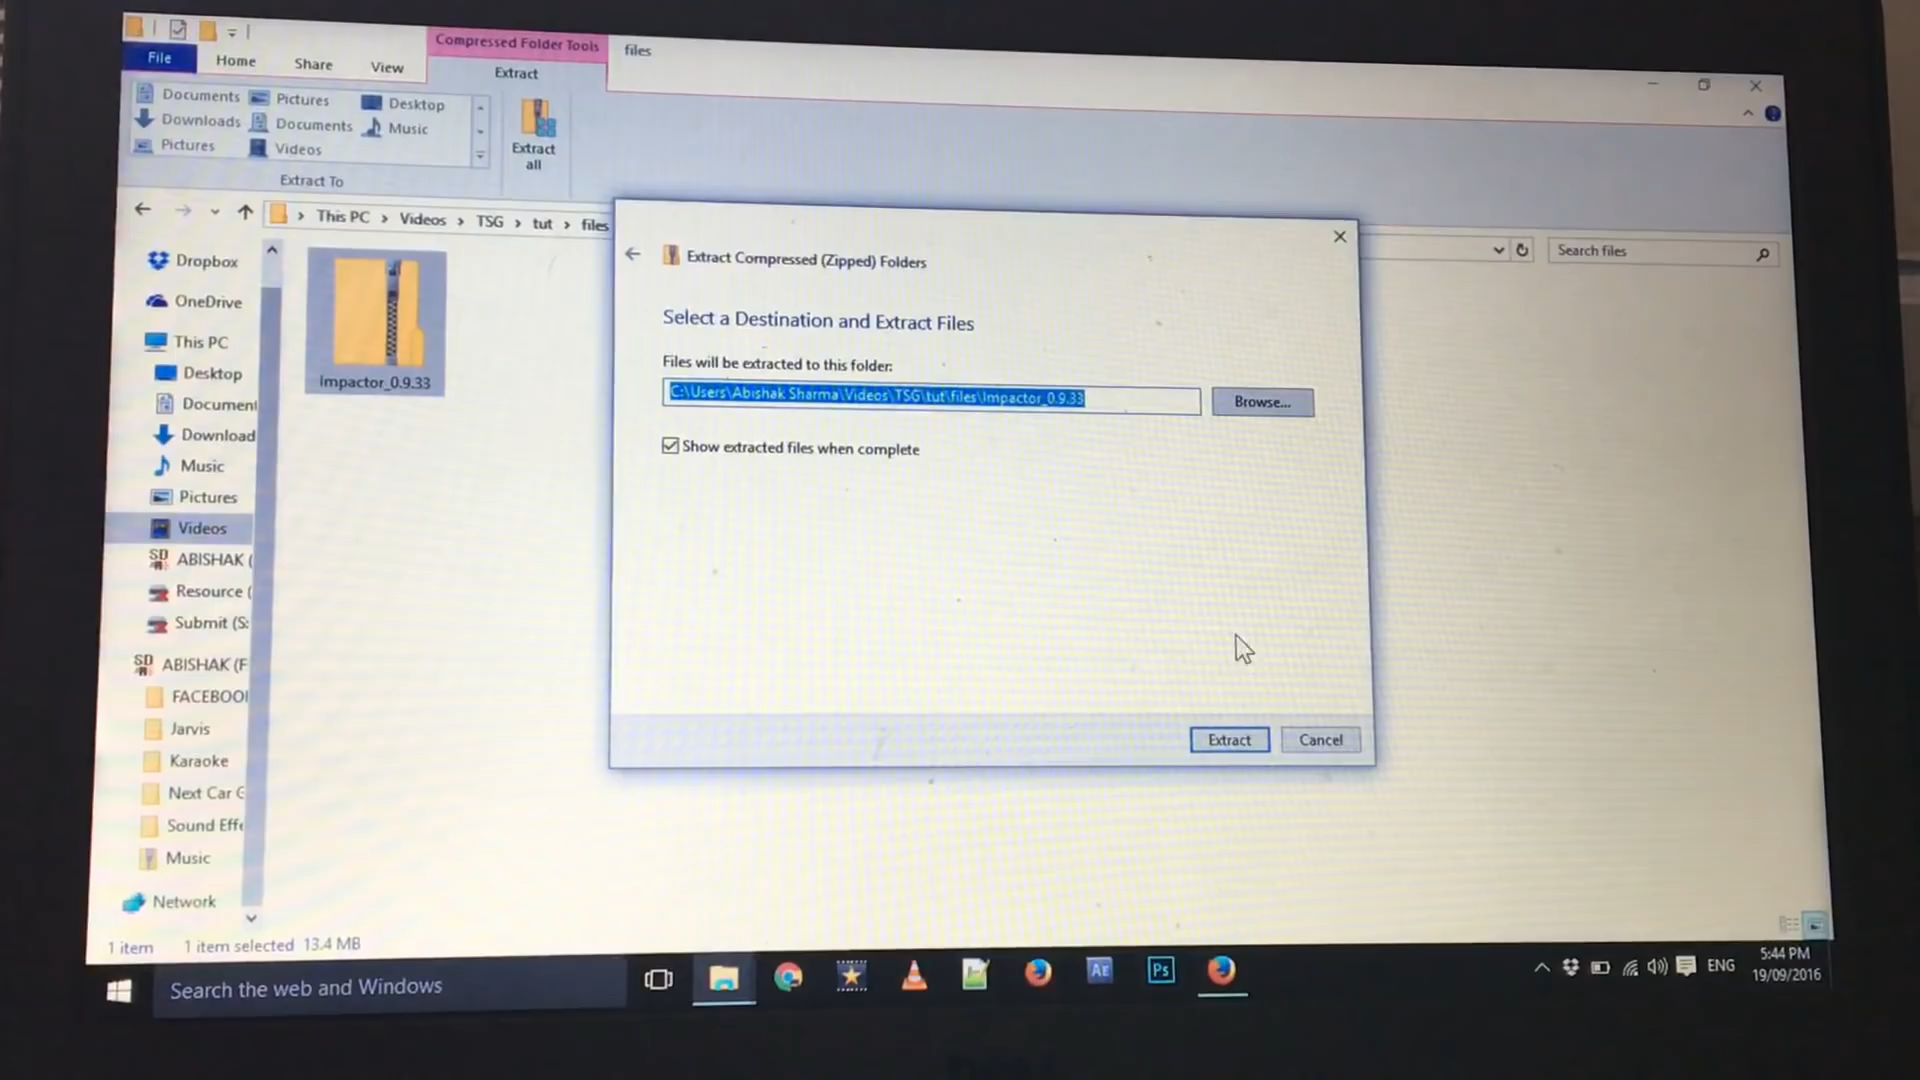 Compressed Folder Tools
files
File
Home
Share
View
Extract
Documents
Pictures
Desktop
Downloads
Documents
Music
Pictures
Videos
Extract To
Extract
all
This PC > Videos > TSG > tut > files
Search files
Dropbox
OneDrive
This PC
Desktop
Document
Download
Music
Pictures
Videos
ABISHAK (
Resource (
Submit (S:
ABISHAK (F
FACEBOO
Jarvis
Karaoke
Next Car G
Sound Effe
Music
Network
Impactor_0.9.33
Extract Compressed (Zipped) Folders
Select a Destination and Extract Files
Files will be extracted to this folder:
C:\Users\Abishak Sharma\Videos\TSG\tut\files\Impactor_0.9.33
Browse...
Show extracted files when complete
Extract
Cancel
1 item
1 item selected 13.4 MB
Search the web and Windows
Ae
Ps
ENG
5:44 PM
19/09/2016